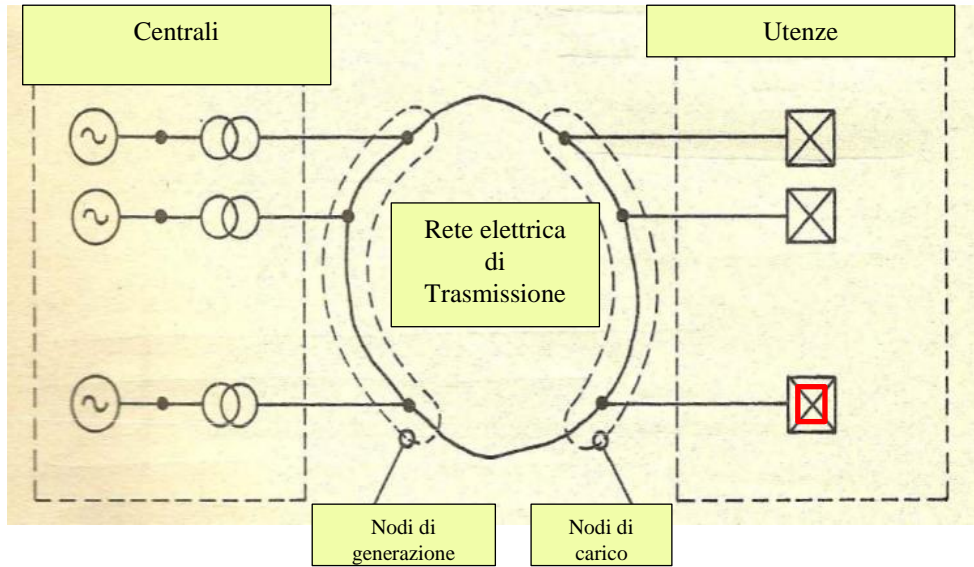 Centrali
Utenze
Rete elettrica
di
Trasmissione
Nodi di
generazione
Nodi di
carico